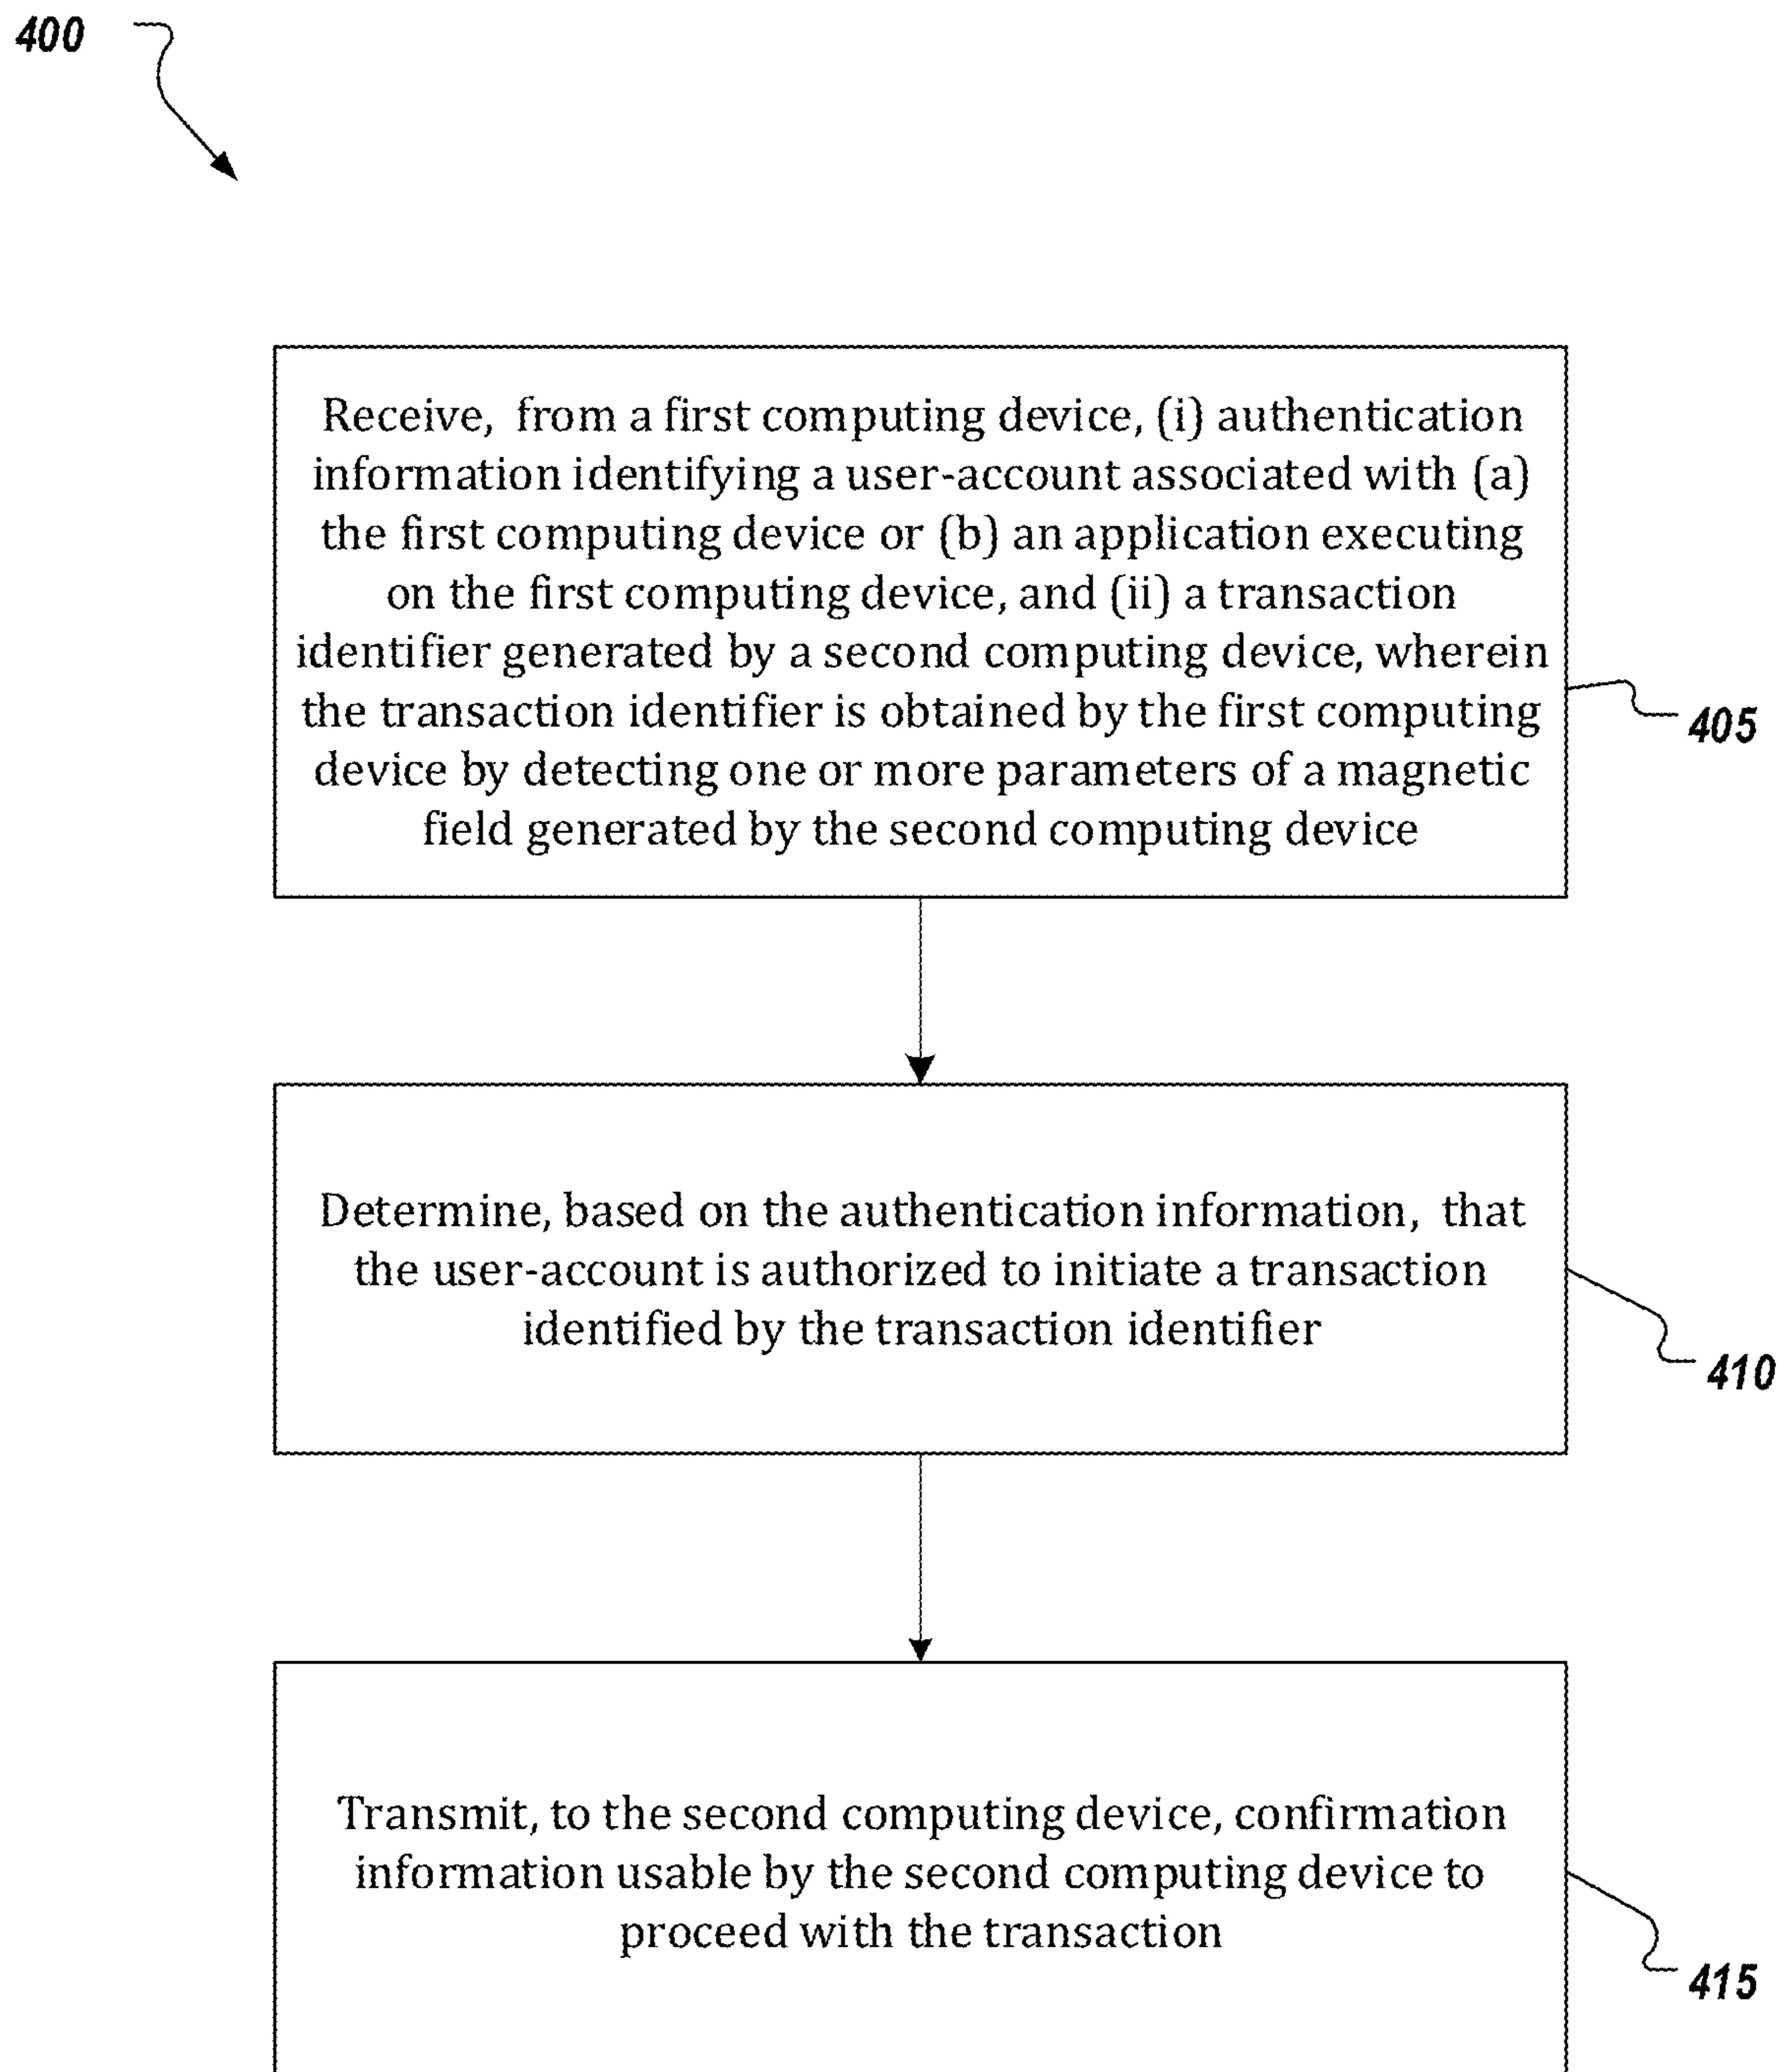 400
Receive, from a first computing device, (i) authentication
information identifying a user-account associated with (a)
the first computing device or (b) an application executing
on the first computing device, and (ii) a transaction
identifier generated by a second computing device, wherein
the transaction identifier is obtained by the first computing
device by detecting one or more parameters of a magnetic
field generated by the second computing device
405
Determine, based on the authentication information, that
the user-account is authorized to initiate a transaction
identified by the transaction identifier
410
Transmit, to the second computing device, confirmation
information usable by the second computing device to
proceed with the transaction
415